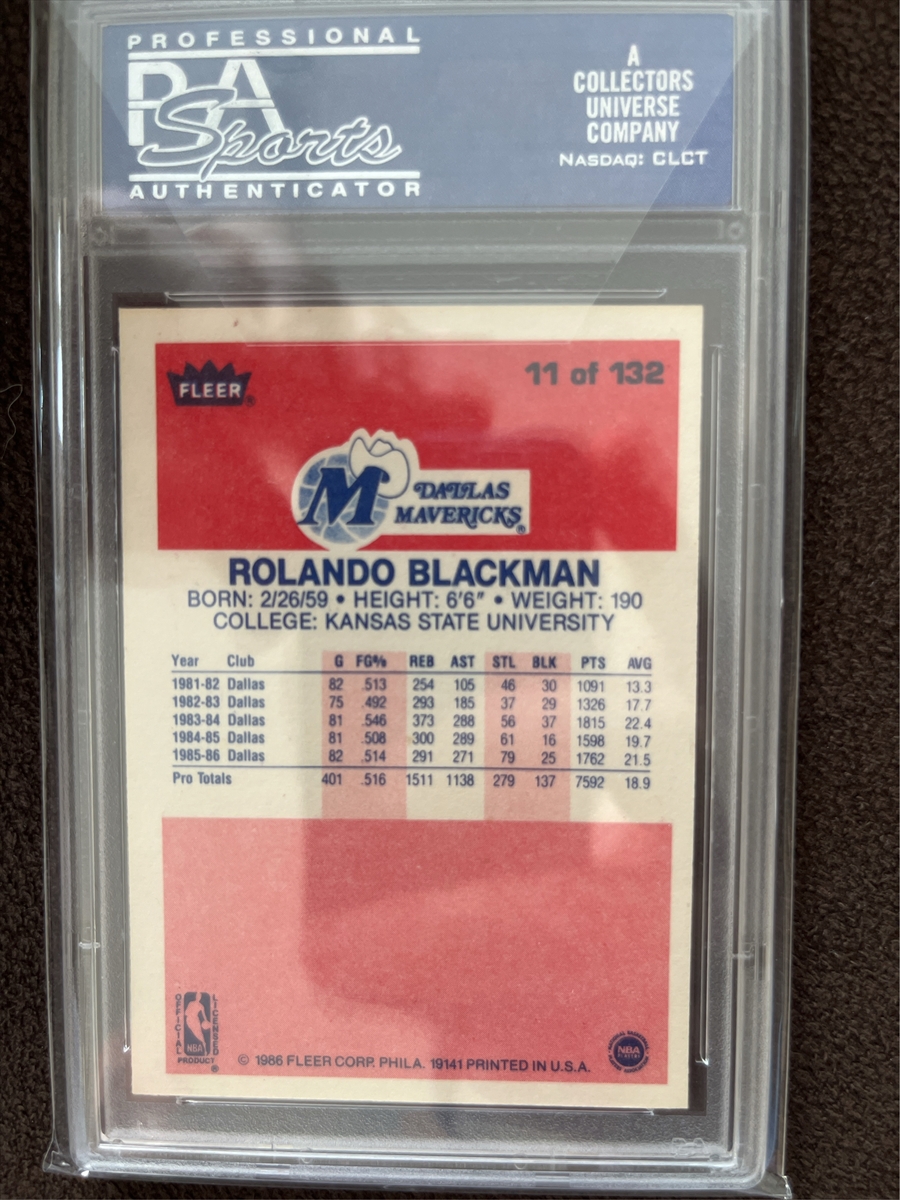 PROFESSIONAL
PSA
Sports
AUTHENTICATOR
A
COLLECTORS
UNIVERSE
COMPANY
NASDAQ: CLCT
FLEER®
11 of 132
M DALLAS
MAVERICKS®
ROLANDO BLACKMAN
BORN: 2/26/59 • HEIGHT: 6'6" • WEIGHT: 190
COLLEGE: KANSAS STATE UNIVERSITY
Year Club G FG% REB AST STL BLK PTS AVG
1981-82 Dallas 82 .513 254 105 46 30 1091 13.3
1982-83 Dallas 75 .492 293 185 37 29 1326 17.7
1983-84 Dallas 81 .546 373 288 56 37 1815 22.4
1984-85 Dallas 81 .508 300 289 61 16 1598 19.7
1985-86 Dallas 82 .514 291 271 79 25 1762 21.5
Pro Totals 401 .516 1511 1138 279 137 7592 18.9
OFFICIAL
LICENSED
NBA
PRODUCT
®
© 1986 FLEER CORP. PHILA. 19141 PRINTED IN U.S.A.
NBA
PLAYERS